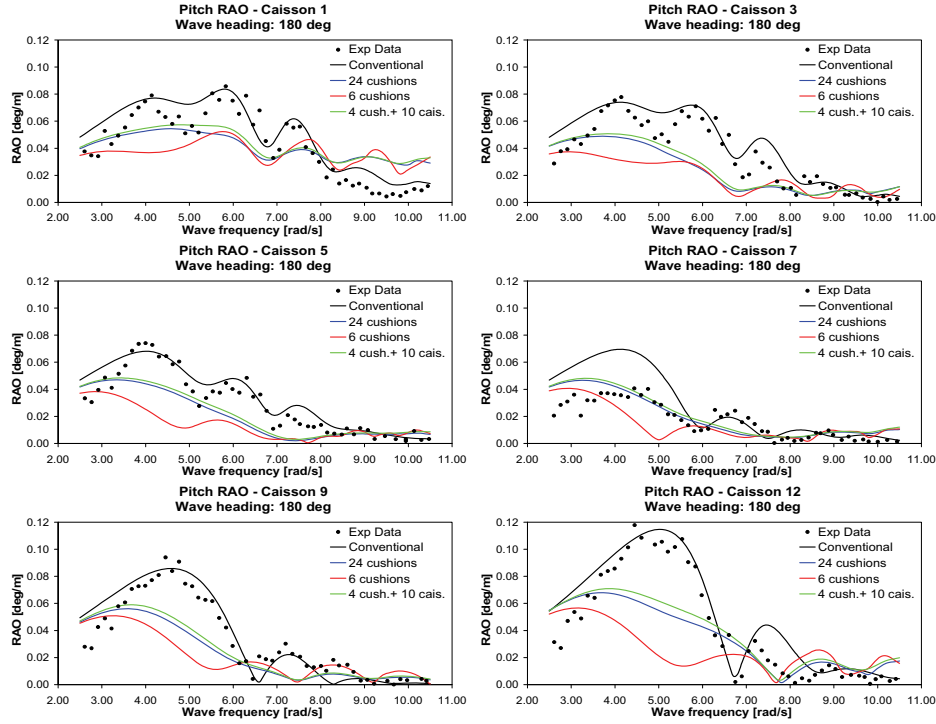 Pitch RAO - Caisson 1
Wave heading: 180 deg
RAO [deg/m]
0.12
0.10
0.08
0.06
0.04
0.02
0.00
Exp Data
Conventional
24 cushions
6 cushions
4 cush.+ 10 cais.
2.00 3.00 4.00 5.00 6.00 7.00 8.00 9.00 10.00 11.00
Wave frequency [rad/s]
Pitch RAO - Caisson 3
Wave heading: 180 deg
RAO [deg/m]
0.12
0.10
0.08
0.06
0.04
0.02
0.00
Exp Data
Conventional
24 cushions
6 cushions
4 cush.+ 10 cais.
2.00 3.00 4.00 5.00 6.00 7.00 8.00 9.00 10.00 11.00
Wave frequency [rad/s]
Pitch RAO - Caisson 5
Wave heading: 180 deg
RAO [deg/m]
0.12
0.10
0.08
0.06
0.04
0.02
0.00
Exp Data
Conventional
24 cushions
6 cushions
4 cush.+ 10 cais.
2.00 3.00 4.00 5.00 6.00 7.00 8.00 9.00 10.00 11.00
Wave frequency [rad/s]
Pitch RAO - Caisson 7
Wave heading: 180 deg
RAO [deg/m]
0.12
0.10
0.08
0.06
0.04
0.02
0.00
Exp Data
Conventional
24 cushions
6 cushions
4 cush.+ 10 cais.
2.00 3.00 4.00 5.00 6.00 7.00 8.00 9.00 10.00 11.00
Wave frequency [rad/s]
Pitch RAO - Caisson 9
Wave heading: 180 deg
RAO [deg/m]
0.12
0.10
0.08
0.06
0.04
0.02
0.00
Exp Data
Conventional
24 cushions
6 cushions
4 cush.+ 10 cais.
2.00 3.00 4.00 5.00 6.00 7.00 8.00 9.00 10.00 11.00
Wave frequency [rad/s]
Pitch RAO - Caisson 12
Wave heading: 180 deg
RAO [deg/m]
0.12
0.10
0.08
0.06
0.04
0.02
0.00
Exp Data
Conventional
24 cushions
6 cushions
4 cush.+ 10 cais.
2.00 3.00 4.00 5.00 6.00 7.00 8.00 9.00 10.00 11.00
Wave frequency [rad/s]